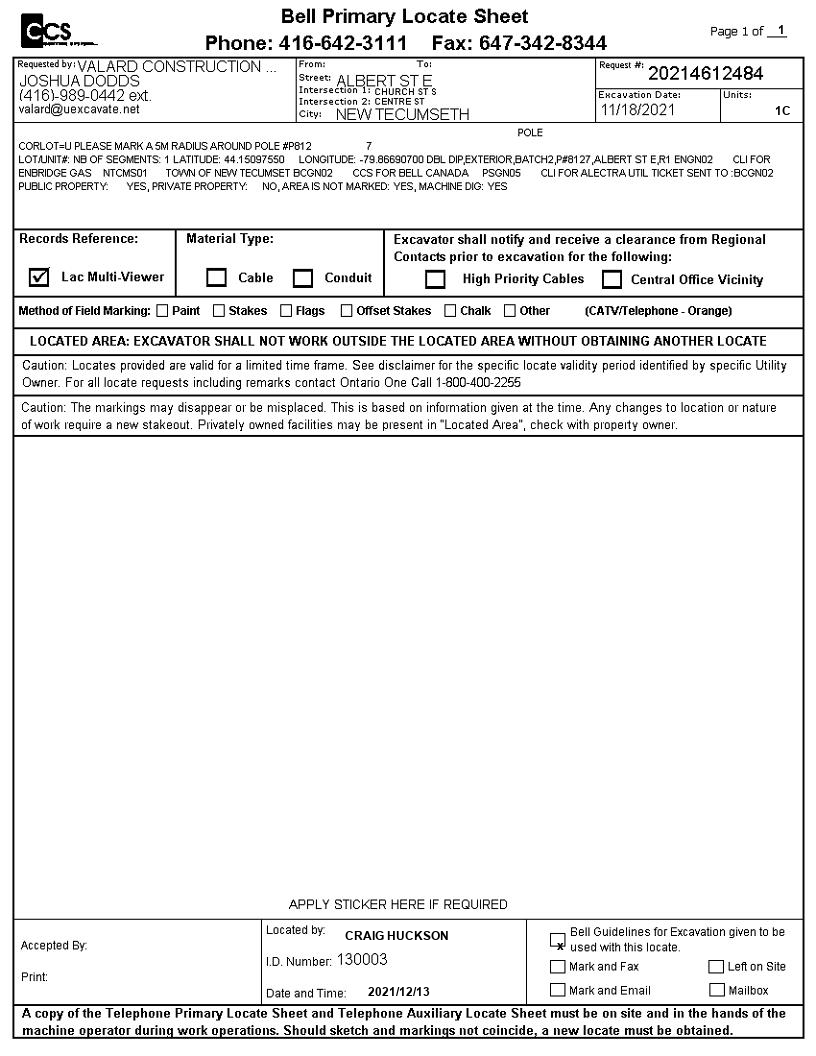 CCS
Bell Primary Locate Sheet
Phone: 416-642-3111 Fax: 647-342-8344
Page 1 of 1
Requested by: VALARD CONSTRUCTION ...
JOSHUA DODDS
(416)-989-0442 ext.
valard@uexcavate.net
From: To:
Street: ALBERT ST E
Intersection 1: CHURCH ST S
Intersection 2: CENTRE ST
City: NEW TECUMSETH
Request #: 20214612484
Excavation Date: 11/18/2021
Units: 1C
POLE
CORLOT=U PLEASE MARK A 5M RADIUS AROUND POLE #P812 7
LOT/UNIT#: NB OF SEGMENTS: 1 LATITUDE: 44.15097550 LONGITUDE: -79.86690700 DBL DIP,EXTERIOR,BATCH2,P#8127,ALBERT ST E,R1 ENGN02 CLI FOR
ENBRIDGE GAS NTCMS01 TOWN OF NEW TECUMSET BCGN02 CCS FOR BELL CANADA PSGN05 CLI FOR ALECTRA UTIL TICKET SENT TO :BCGN02
PUBLIC PROPERTY: YES, PRIVATE PROPERTY: NO, AREA IS NOT MARKED: YES, MACHINE DIG: YES
Records Reference:
Lac Multi-Viewer
Material Type:
Cable Conduit
Excavator shall notify and receive a clearance from Regional
Contacts prior to excavation for the following:
High Priority Cables Central Office Vicinity
Method of Field Marking: Paint Stakes Flags Offset Stakes Chalk Other (CATV/Telephone - Orange)
LOCATED AREA: EXCAVATOR SHALL NOT WORK OUTSIDE THE LOCATED AREA WITHOUT OBTAINING ANOTHER LOCATE
Caution: Locates provided are valid for a limited time frame. See disclaimer for the specific locate validity period identified by specific Utility
Owner. For all locate requests including remarks contact Ontario One Call 1-800-400-2255
Caution: The markings may disappear or be misplaced. This is based on information given at the time. Any changes to location or nature
of work require a new stakeout. Privately owned facilities may be present in "Located Area", check with property owner.
APPLY STICKER HERE IF REQUIRED
Accepted By:
Print:
Located by: CRAIG HUCKSON
I.D. Number: 130003
Date and Time: 2021/12/13
x Bell Guidelines for Excavation given to be
used with this locate.
Mark and Fax Left on Site
Mark and Email Mailbox
A copy of the Telephone Primary Locate Sheet and Telephone Auxiliary Locate Sheet must be on site and in the hands of the
machine operator during work operations. Should sketch and markings not coincide, a new locate must be obtained.